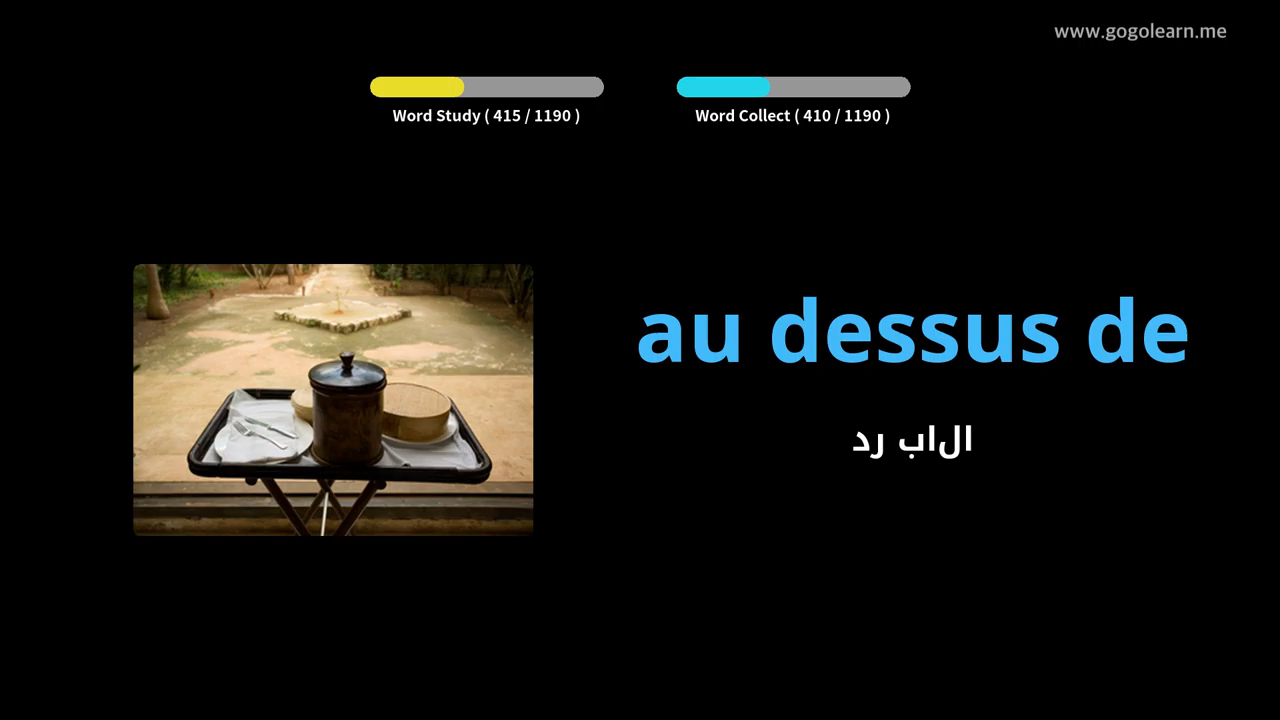 www.gogolearn.me
Word Study ( 415 / 1190 )
Word Collect ( 410 / 1190 )
au dessus de
الاب رد